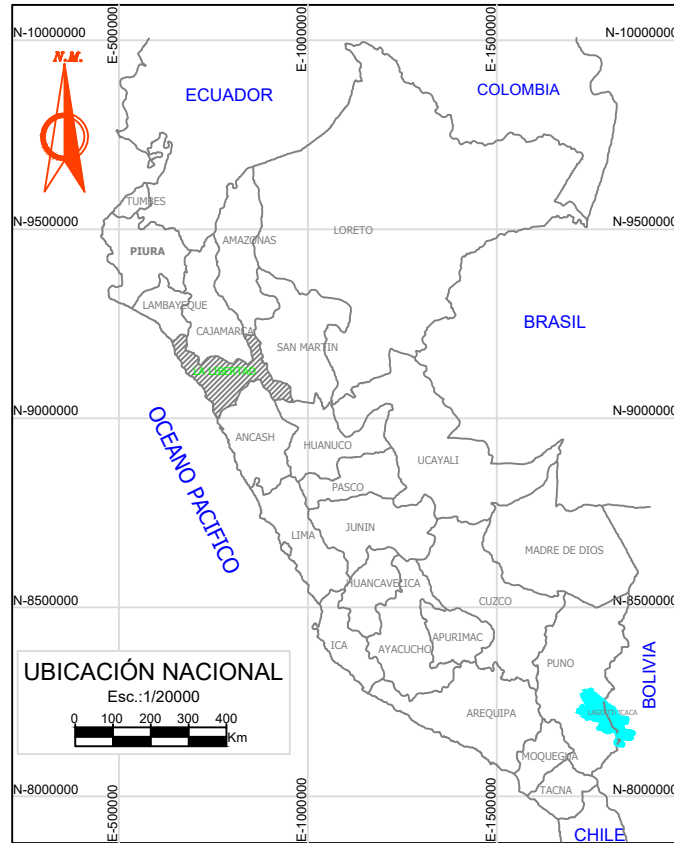 E-500000
E-1000000
E-1500000
N-10000000
N-10000000
N.M.
ECUADOR
COLOMBIA
TUMBES
N-9500000
N-9500000
AMAZONAS
LORETO
PIURA
LAMBAYEQUE
CAJAMARCA
BRASIL
SAN MARTIN
LA LIBERTAD
N-9000000
N-9000000
OCEANO PACIFICO
ANCASH
HUANUCO
UCAYALI
PASCO
LIMA
JUNIN
MADRE DE DIOS
HUANCAVELICA
CUZCO
N-8500000
N-8500000
ICA
AYACUCHO
APURIMAC
PUNO
BOLIVIA
UBICACIÓN NACIONAL
Esc.:1/20000
0 100 200 300 400
Km
LAGO TITICACA
AREQUIPA
MOQUEGUA
TACNA
N-8000000
N-8000000
E-500000
E-1000000
E-1500000
CHILE